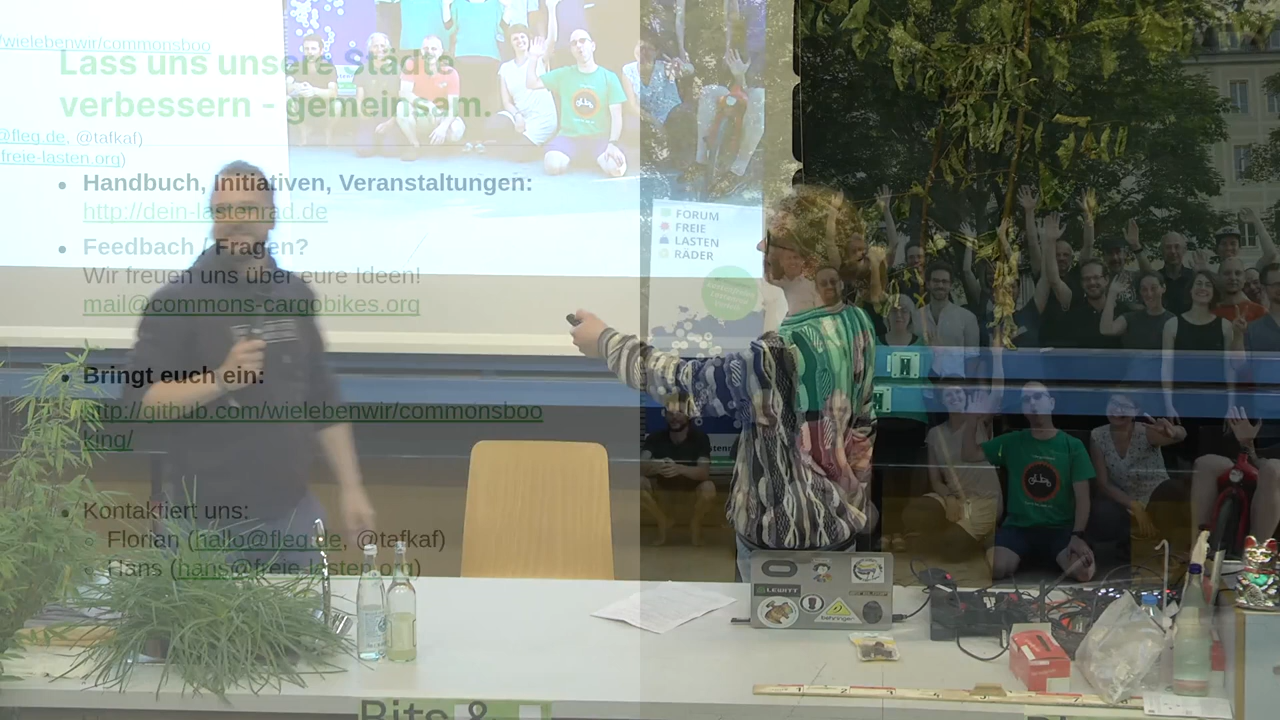 /wielebenwir/commonsboo
@fleg.de, @tafkaf)
freie-lasten.org)
Lass uns unsere Städte
verbessern - gemeinsam.
Handbuch, Initiativen, Veranstaltungen:
http://dein-lastenrad.de
Feedback / Fragen?
Wir freuen uns über eure Ideen!
mail@commons-cargobikes.org
Bringt euch ein:
http://github.com/wielebenwir/commonsboo
king/
Kontaktiert uns:
Florian (hallo@fleg.de, @tafkaf)
Hans (hans@freie-lasten.org)
FORUM
FREIE
LASTEN
RÄDER
behringer
Bits &